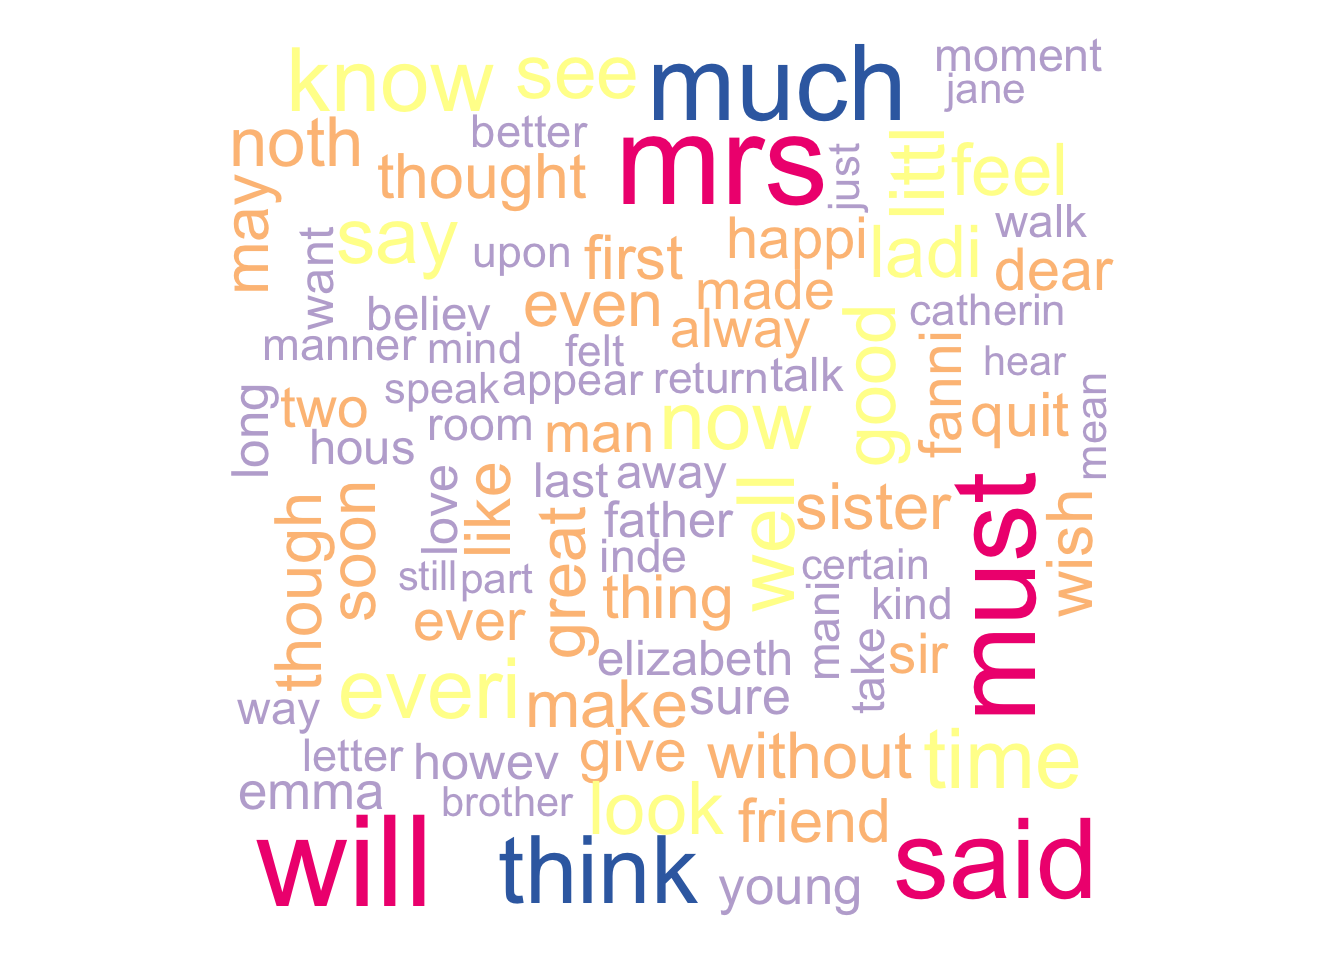 know see much moment
jane
better mrs just littl
noth thought feel
may want say upon first happi ladi walk
dear
believ even made alway good catherin
manner mind felt fanni hear
speak appear return talk
long two room man now quit mean
hous
love like last away well sister must wish
though soon great father
inde certain
still part thing mani kind
ever take sir
elizabeth
way everi make sure
letter howev give without time
emma brother look friend
will think young said